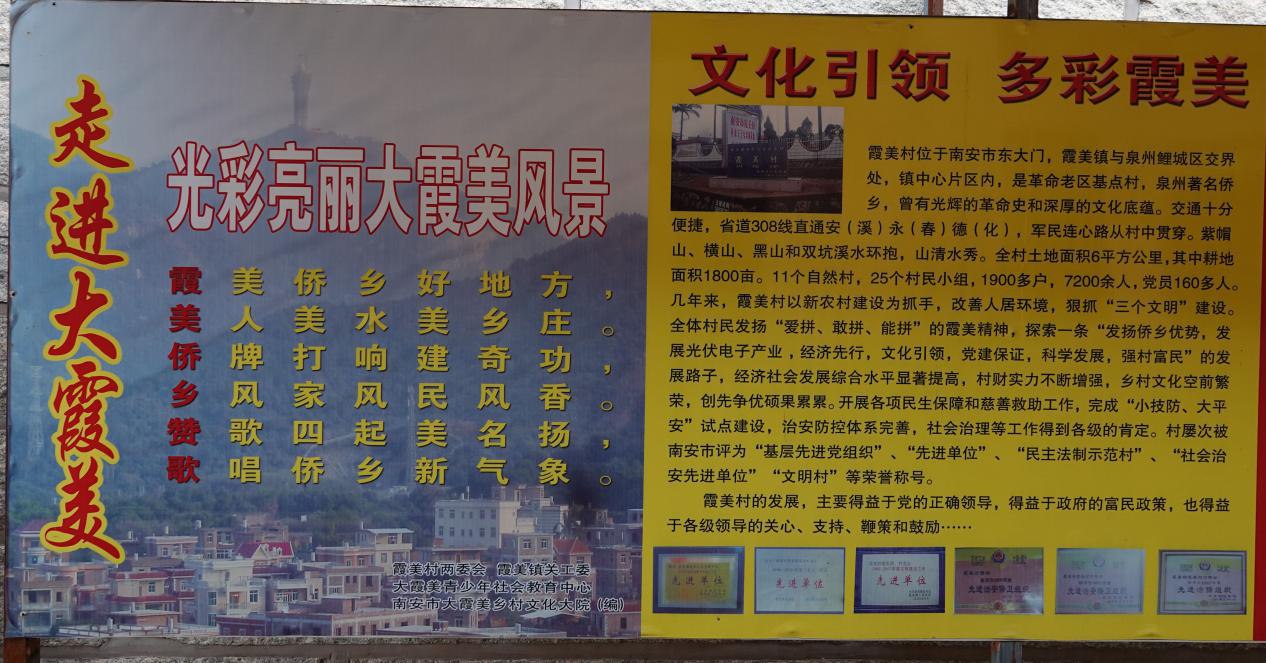 走进大霞美
光彩亮丽大霞美风景
霞美侨乡好地方，
美人美水美乡庄。
侨牌打响建奇功，
乡风家风民风香。
赞歌四起美名扬，
歌唱侨乡新气象。
霞美村两委会 霞美镇关工委
大霞美青少年社会教育中心
南安市大霞美乡村文化大院（编）
文化引领 多彩霞美
霞美村
霞美村位于南安市东大门，霞美镇与泉州鲤城区交界
处，镇中心片区内，是革命老区基点村，泉州著名侨
乡，曾有光辉的革命史和深厚的文化底蕴。交通十分
便捷，省道308线直通安（溪）永（春）德（化），军民连心路从村中贯穿。紫帽
山、横山、黑山和双坑溪水环抱，山清水秀。全村土地面积6平方公里,其中耕地
面积1800亩。11个自然村，25个村民小组，1900多户，7200余人，党员160多人。
几年来，霞美村以新农村建设为抓手，改善人居环境，狠抓“三个文明”建设。
全体村民发扬“爱拼、敢拼、能拼”的霞美精神，探索一条“发扬侨乡优势，发
展光伏电子产业，经济先行，文化引领，党建保证，科学发展，强村富民”的发
展路子，经济社会发展综合水平显著提高，村财实力不断增强，乡村文化空前繁
荣，创先争优硕果累累。开展各项民生保障和慈善救助工作，完成“小技防、大平
安”试点建设，治安防控体系完善，社会治理等工作得到各级的肯定。村屡次被
南安市评为“基层先进党组织”、“先进单位”、“民主法制示范村”、“社会治
安先进单位”“文明村”等荣誉称号。
霞美村的发展，主要得益于党的正确领导，得益于政府的富民政策，也得益
于各级领导的关心、支持、鞭策和鼓励……
先进单位
先进单位
先进单位
先进治安保卫组织